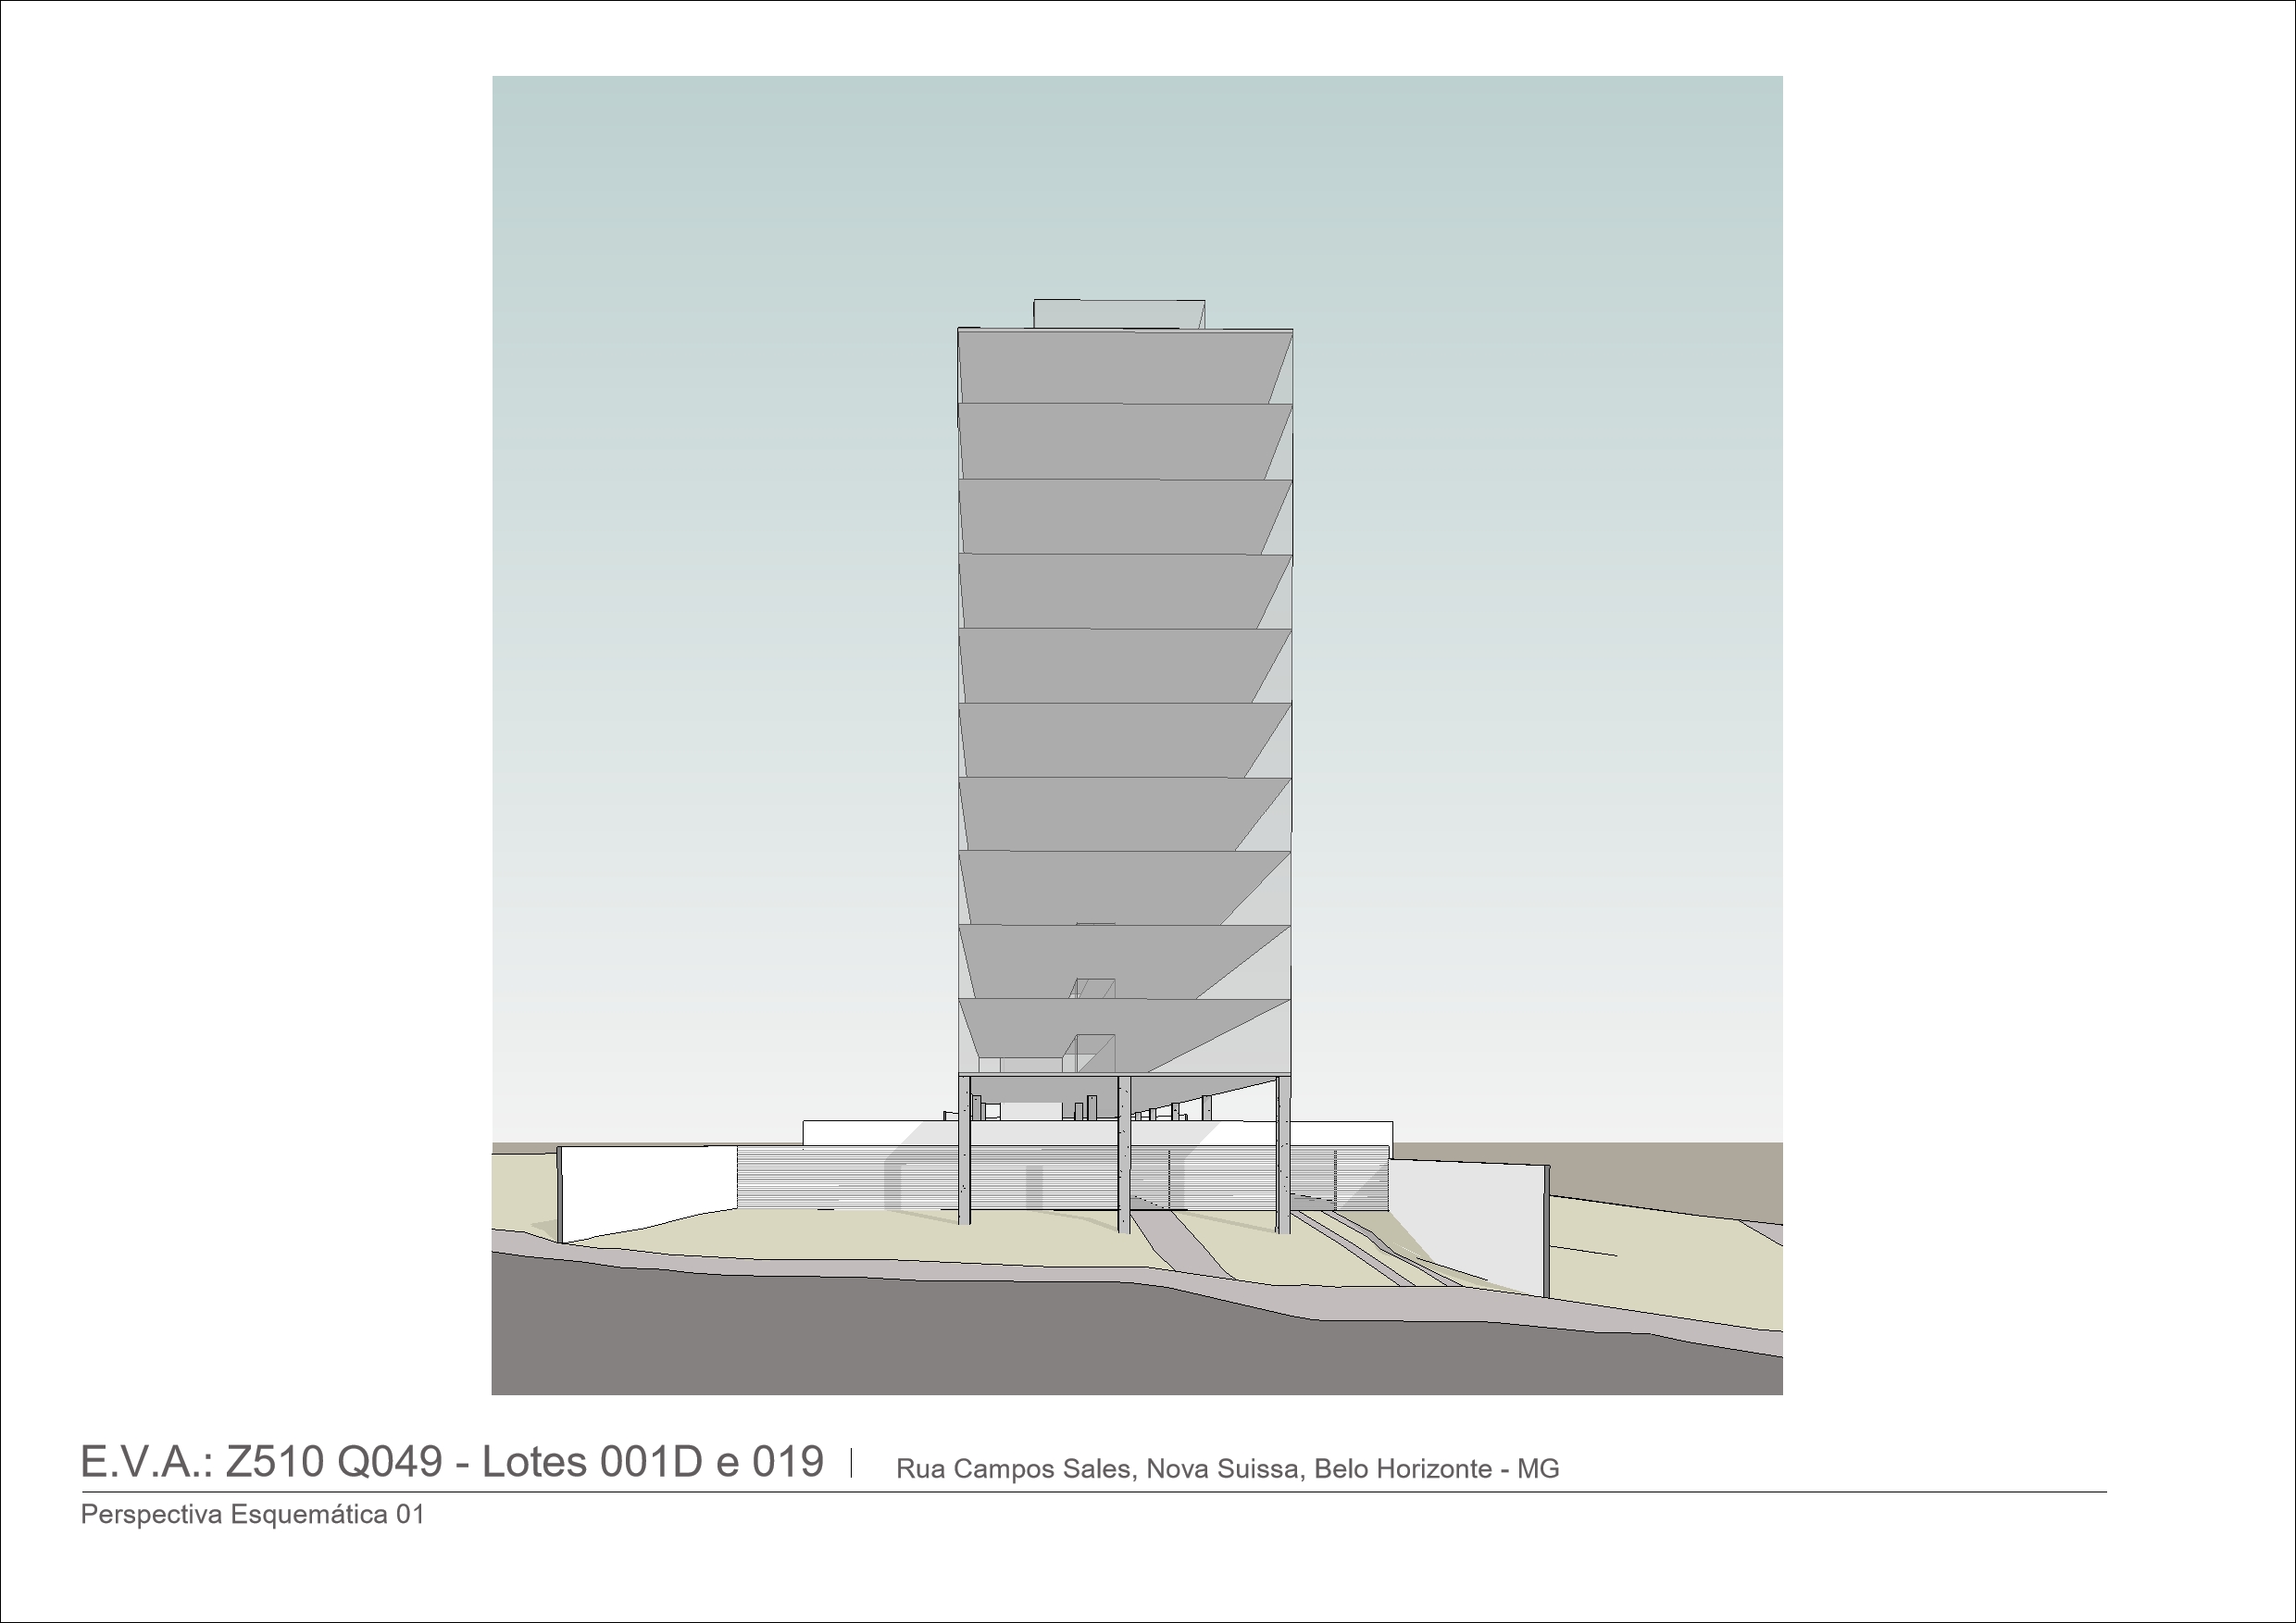 E.V.A.: Z510 Q049 - Lotes 001D e 019 | Rua Campos Sales, Nova Suissa, Belo Horizonte - MG
Perspectiva Esquemática 01